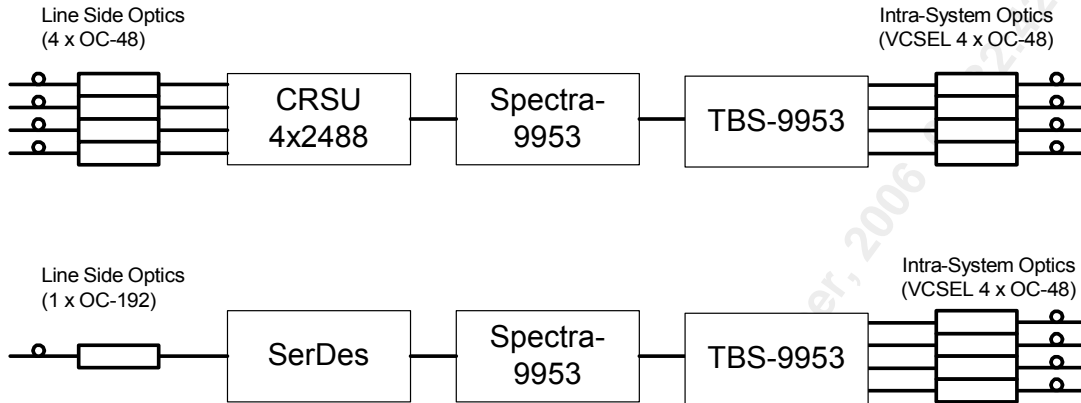 Line Side Optics
(4 x OC-48)
Intra-System Optics
(VCSEL 4 x OC-48)
CRSU
4x2488
Spectra-
9953
TBS-9953
Line Side Optics
(1 x OC-192)
Intra-System Optics
(VCSEL 4 x OC-48)
SerDes
Spectra-
9953
TBS-9953